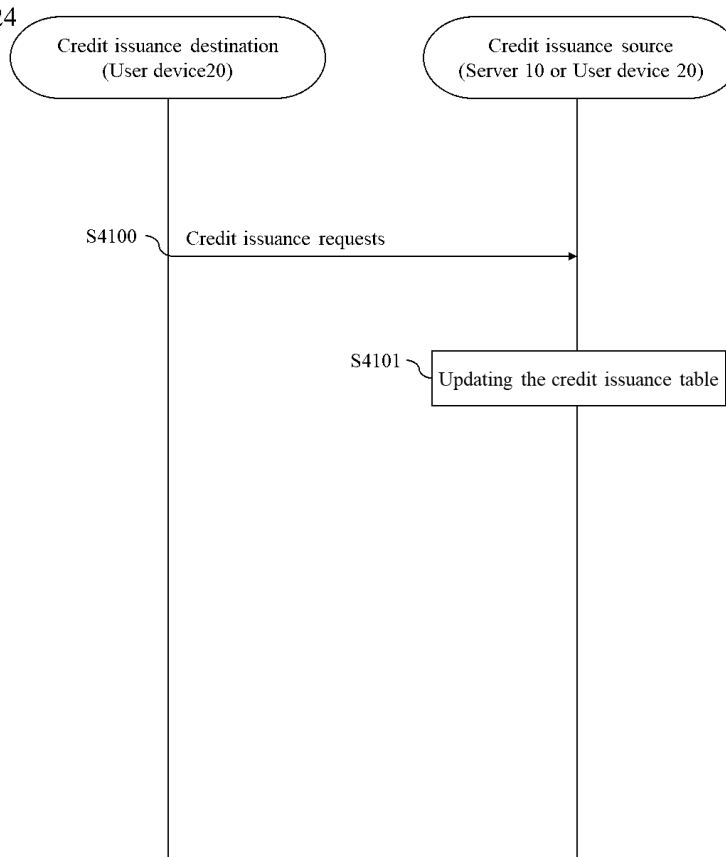 24
Credit issuance destination
(User device20)
Credit issuance source
(Server 10 or User device 20)
S4100
Credit issuance requests
S4101
Updating the credit issuance table